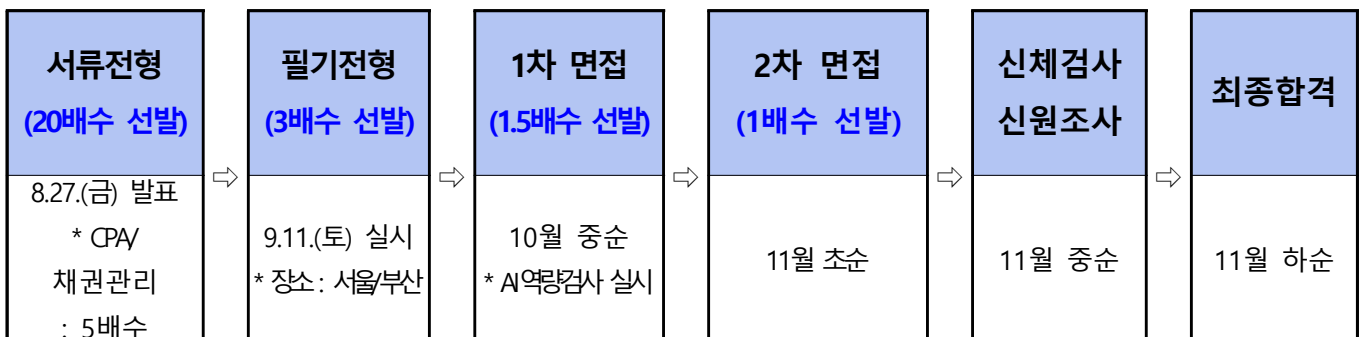 서류전형
(20배수 선발)
8.27.(금) 발표
* CPA/
채권관리
: 5배수
⇨
필기전형
(3배수 선발)
9.11.(토) 실시
* 장소 : 서울/부산
⇨
1차 면접
(1.5배수 선발)
10월 중순
* AI역량검사 실시
⇨
2차 면접
(1배수 선발)
11월 초순
⇨
신체검사
신원조사
11월 중순
⇨
최종합격
11월 하순